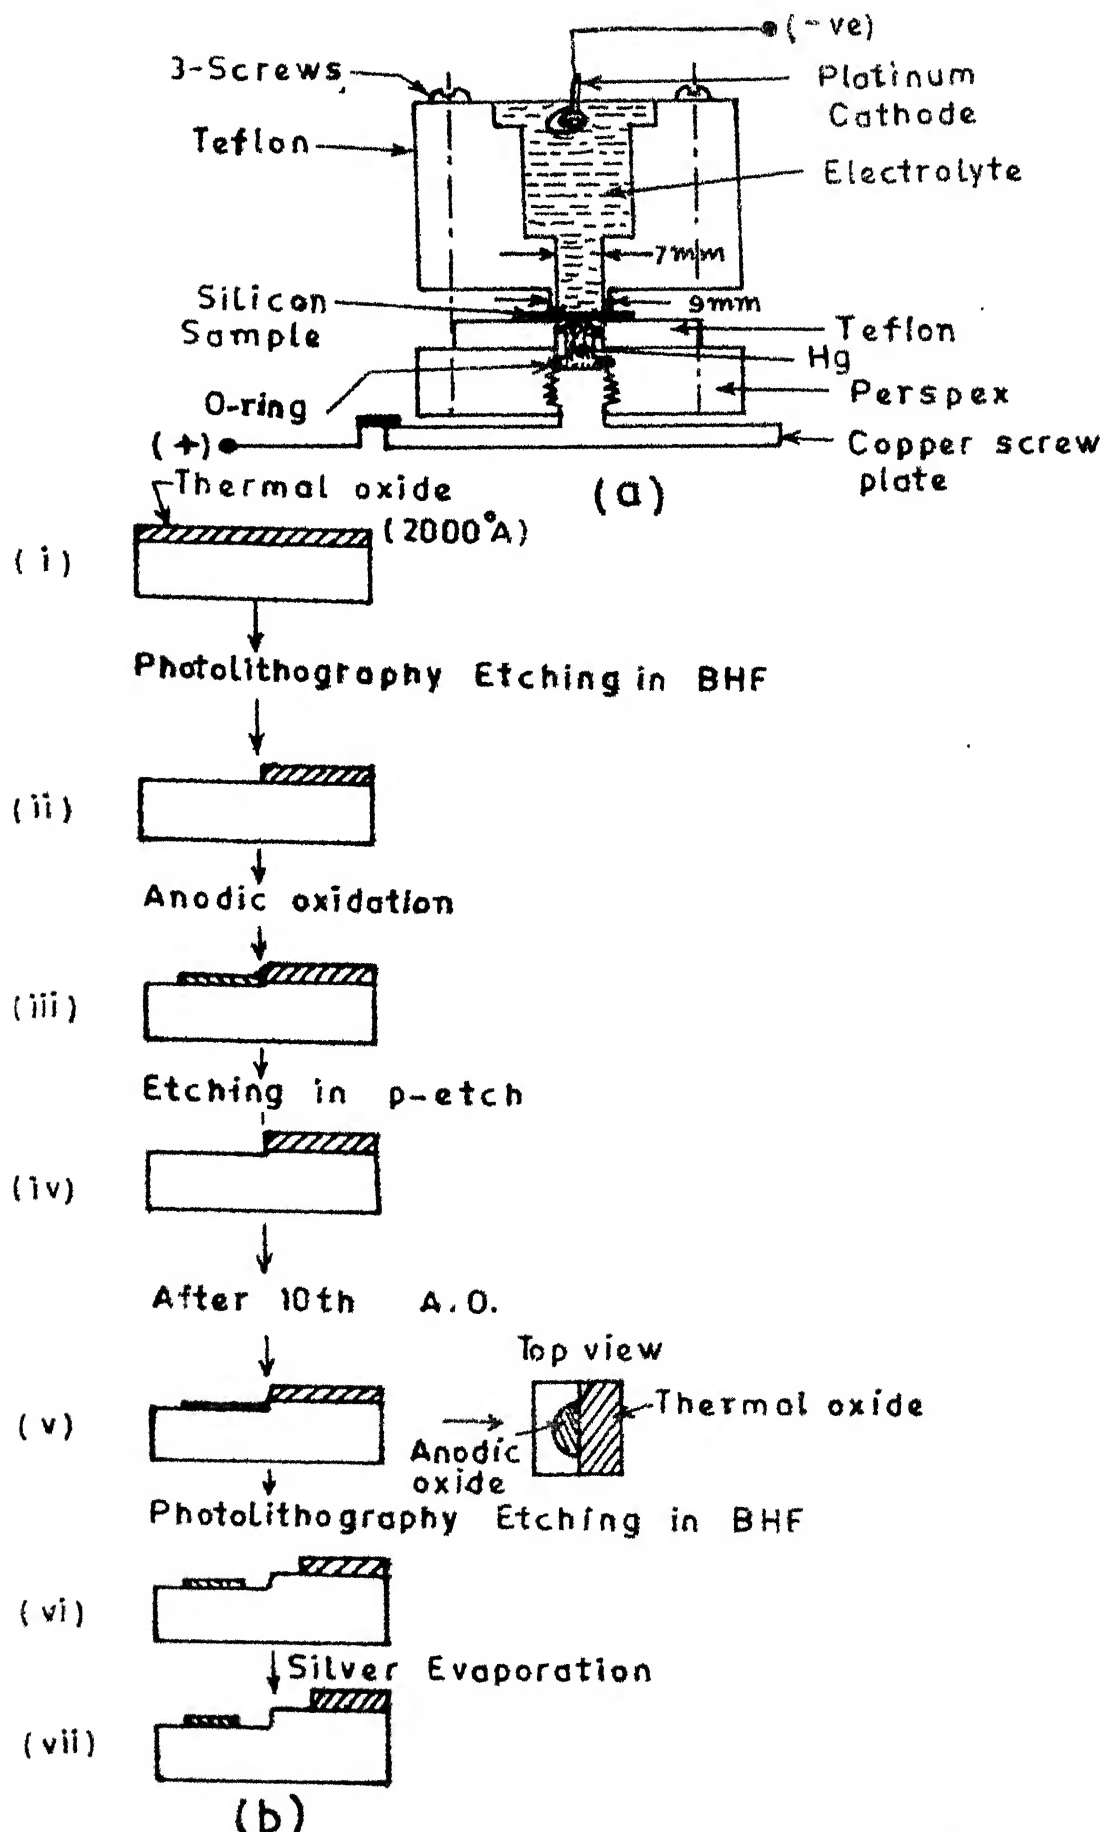 (-ve)
3-Screws
Platinum
Cathode
Teflon
Electrolyte
7mm
Silicon
Sample
9mm
Teflon
Hg
O-ring
Perspex
(+)
Copper screw
plate
(a)
Thermal oxide
(2000°A)
(i)
Photolithography Etching in BHF
(ii)
Anodic oxidation
(iii)
Etching in p-etch
(iv)
After 10th A.O.
Top view
(v)
Thermal oxide
Anodic
oxide
Photolithography Etching in BHF
(vi)
Silver Evaporation
(vii)
(b)